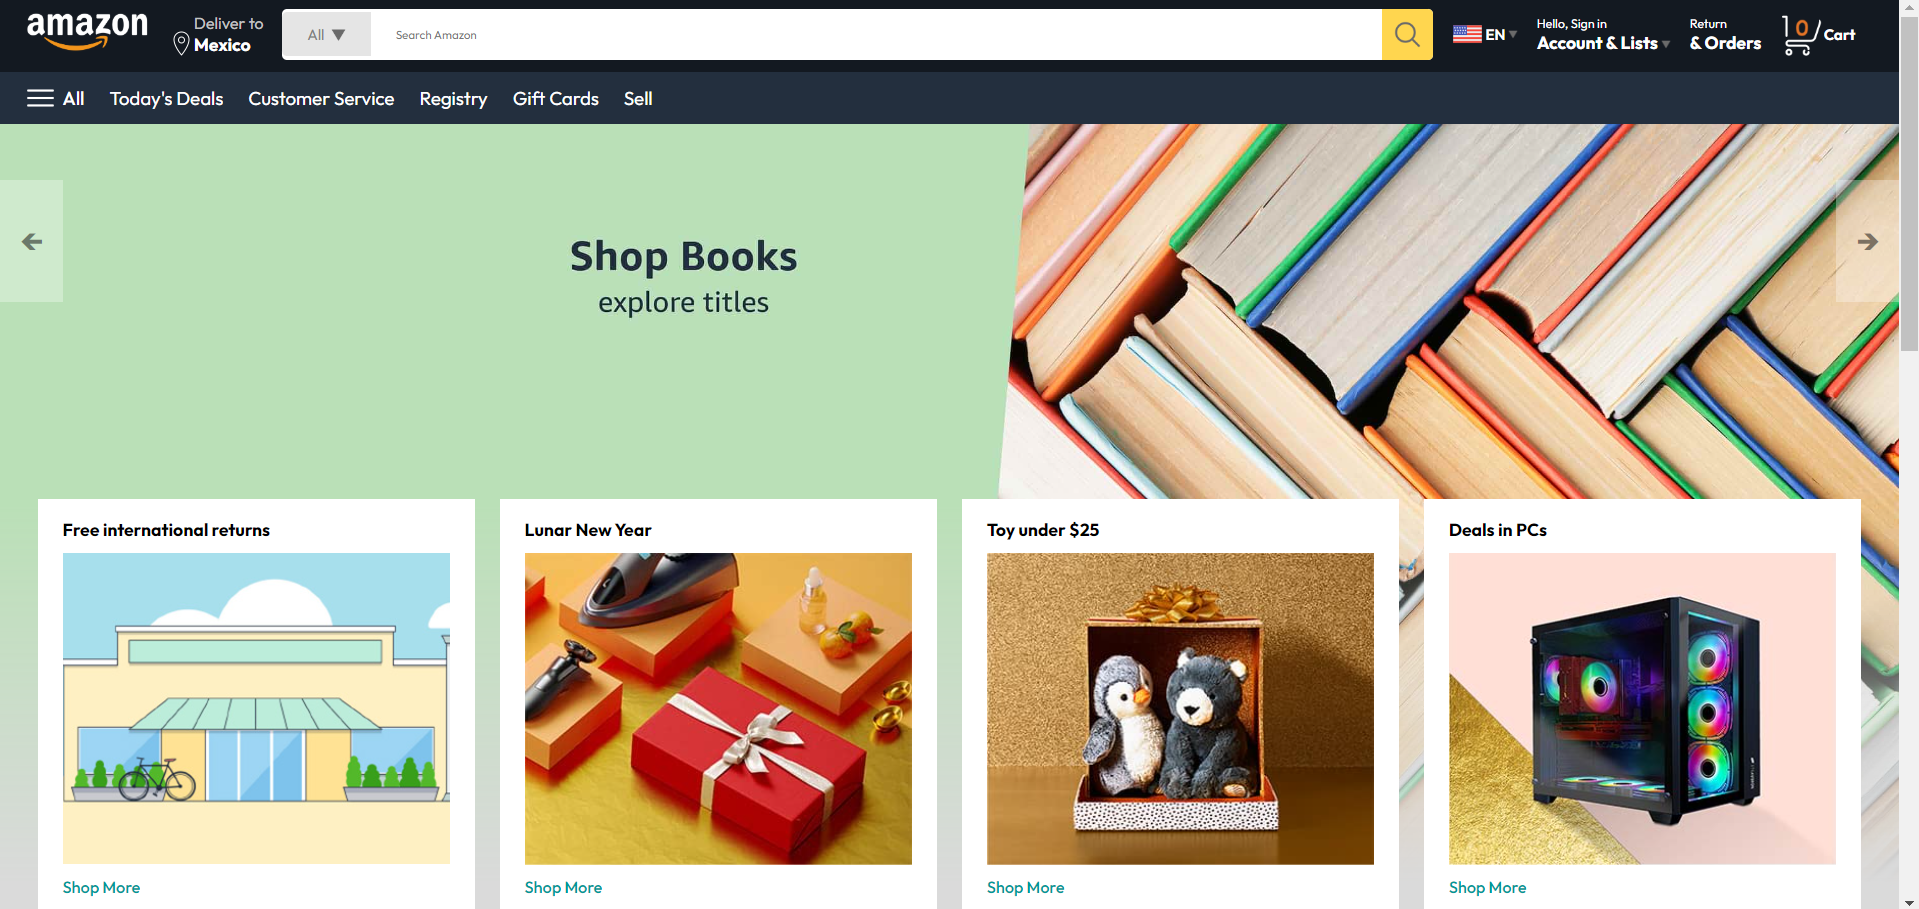 amazon
Deliver to
Mexico
All ▼
Search Amazon
EN
Hello, Sign in
Account & Lists
Return
& Orders
0
Cart
All
Today's Deals
Customer Service
Registry
Gift Cards
Sell
Shop Books
explore titles
Free international returns
Lunar New Year
Toy under $25
Deals in PCs
Shop More
Shop More
Shop More
Shop More